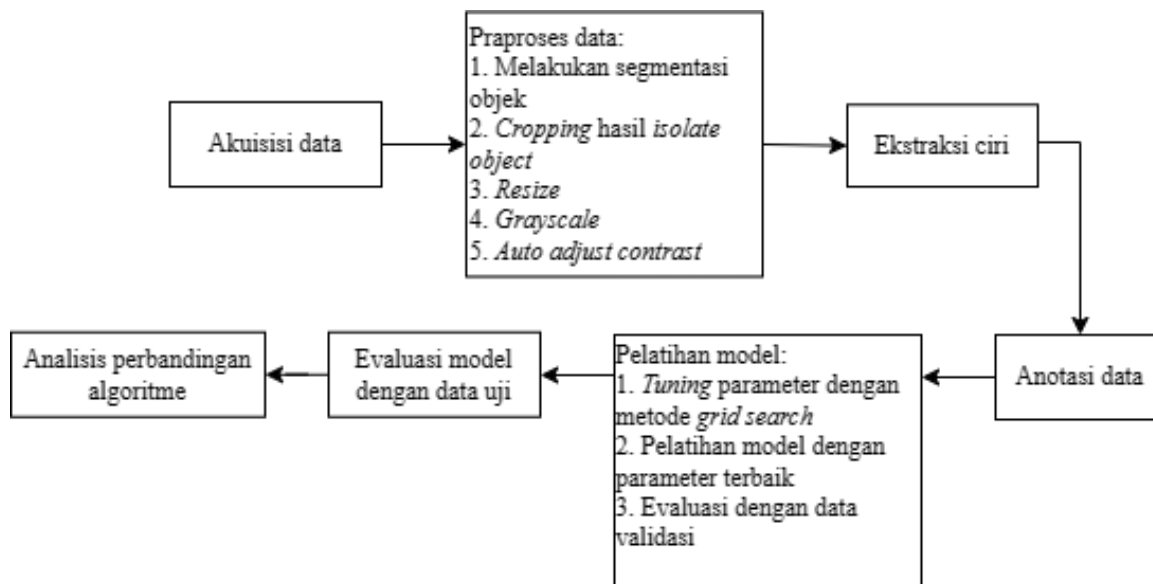 Akuisisi data
Praproses data:
1. Melakukan segmentasi
objek
2. Cropping hasil isolate
object
3. Resize
4. Grayscale
5. Auto adjust contrast
Ekstraksi ciri
Anotasi data
Pelatihan model:
1. Tuning parameter dengan
metode grid search
2. Pelatihan model dengan
parameter terbaik
3. Evaluasi dengan data
validasi
Evaluasi model
dengan data uji
Analisis perbandingan
algoritme